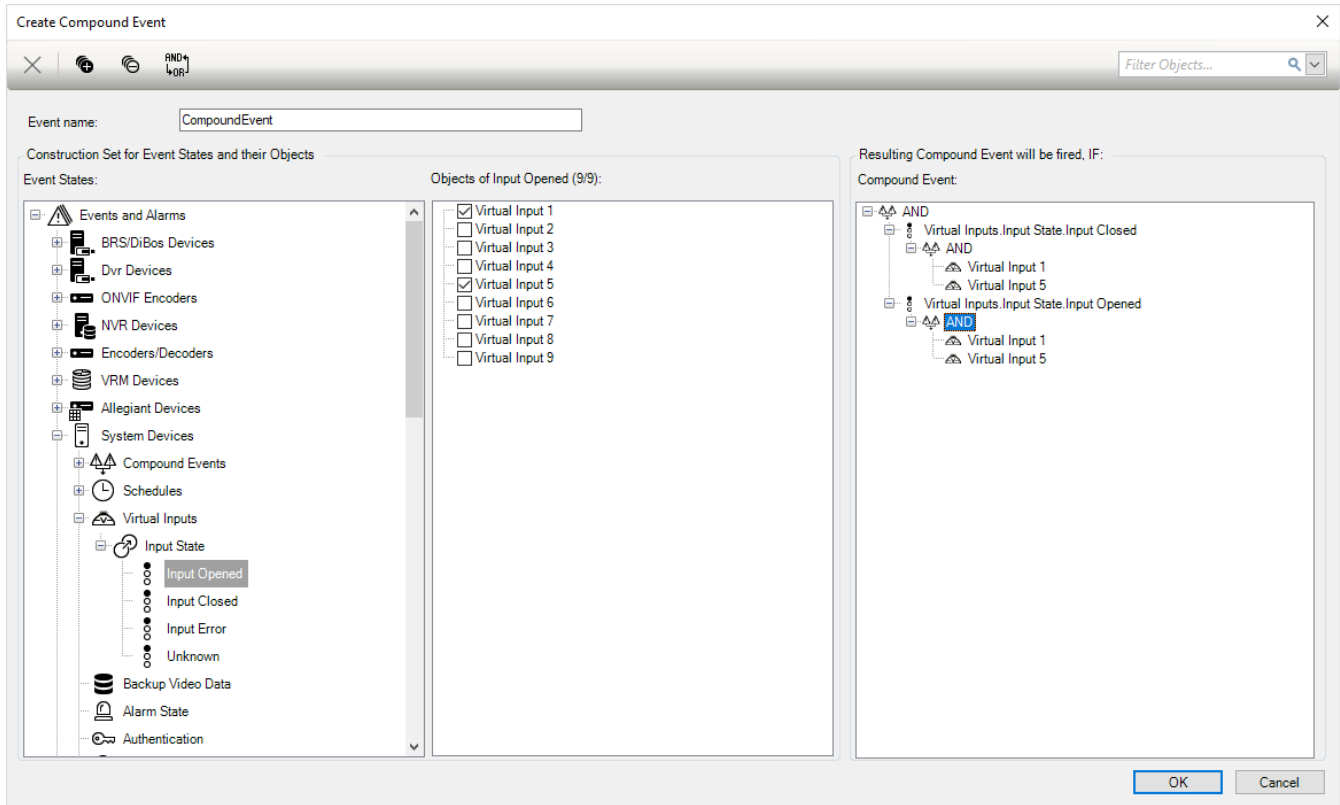 Create Compound Event
AND
OR
Filter Objects...
Event name:
CompoundEvent
Construction Set for Event States and their Objects
Event States:
Events and Alarms
BRS/DiBos Devices
Dvr Devices
ONVIF Encoders
NVR Devices
Encoders/Decoders
VRM Devices
Allegiant Devices
System Devices
Compound Events
Schedules
Virtual Inputs
Input State
Input Opened
Input Closed
Input Error
Unknown
Backup Video Data
Alarm State
Authentication
Objects of Input Opened (9/9):
Virtual Input 1
Virtual Input 2
Virtual Input 3
Virtual Input 4
Virtual Input 5
Virtual Input 6
Virtual Input 7
Virtual Input 8
Virtual Input 9
Resulting Compound Event will be fired, IF:
Compound Event:
AND
Virtual Inputs.Input State.Input Closed
AND
Virtual Input 1
Virtual Input 5
Virtual Inputs.Input State.Input Opened
AND
Virtual Input 1
Virtual Input 5
OK
Cancel